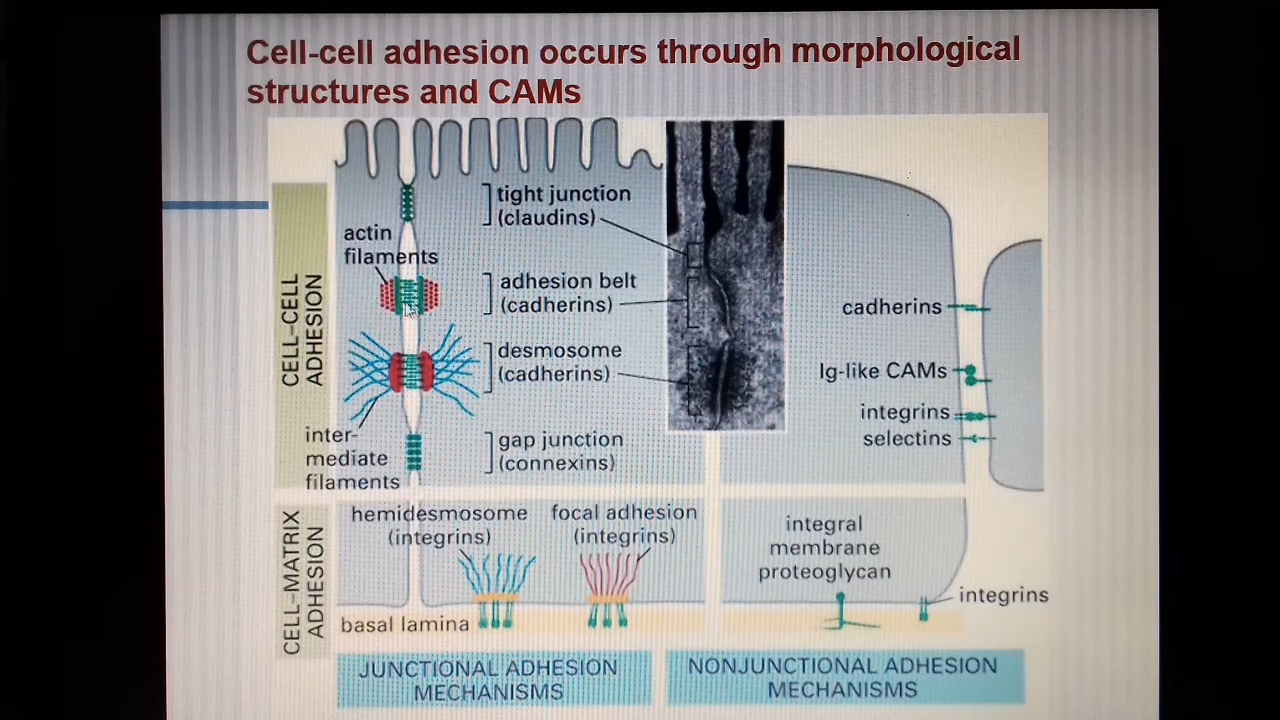 Cell-cell adhesion occurs through morphological
structures and CAMs
CELL–CELL
ADHESION
tight junction
(claudins)
actin
filaments
adhesion belt
(cadherins)
desmosome
(cadherins)
inter-
mediate
filaments
gap junction
(connexins)
cadherins
Ig-like CAMs
integrins
selectins
CELL–MATRIX
ADHESION
hemidesmosome
(integrins)
focal adhesion
(integrins)
basal lamina
integral
membrane
proteoglycan
integrins
JUNCTIONAL ADHESION
MECHANISMS
NONJUNCTIONAL ADHESION
MECHANISMS